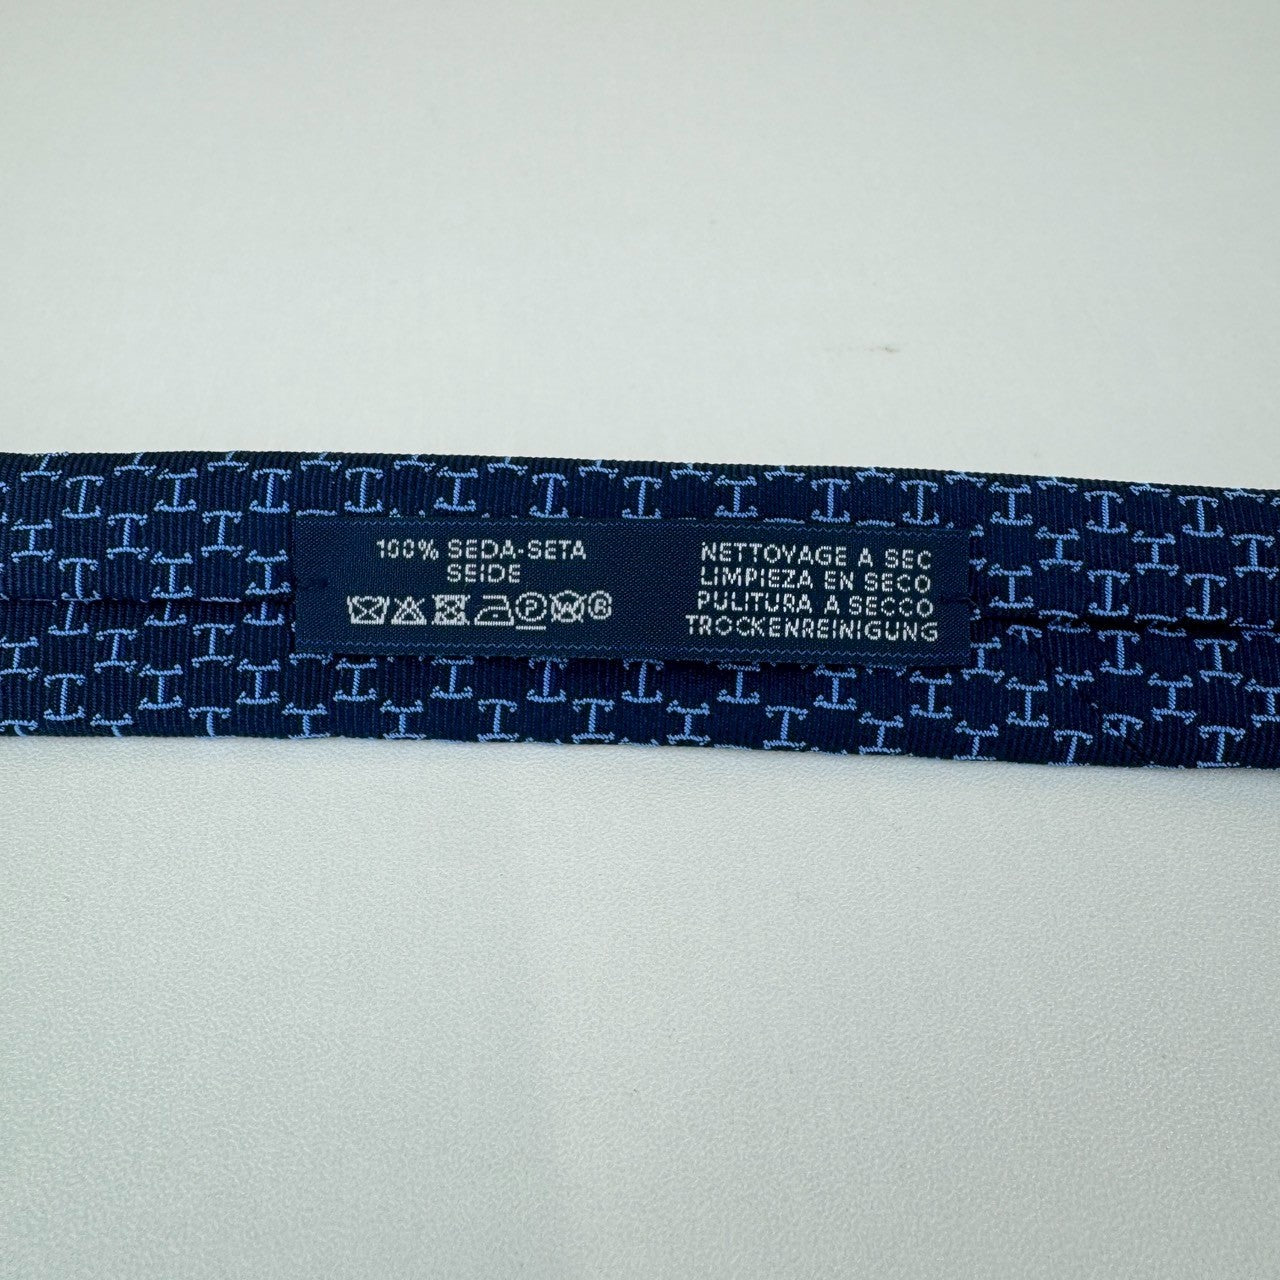 100% SEDA-SETA
SEIDE
P W R
NETTOYAGE A SEC
LIMPIEZA EN SECO
PULITURA A SECCO
TROCKENREINIGUNG